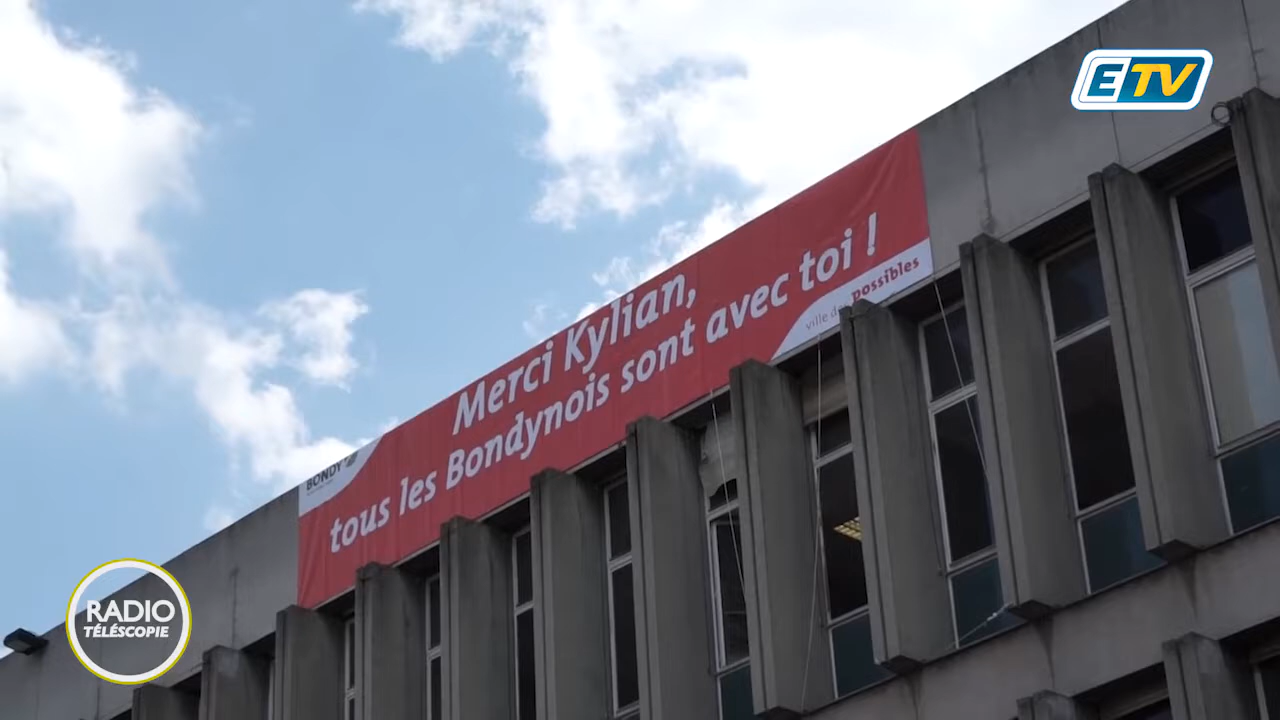 ETV
Merci Kylian,
tous les Bondynois sont avec toi !
ville des possibles
BONDY
RADIO
TÉLÉSCOPIE